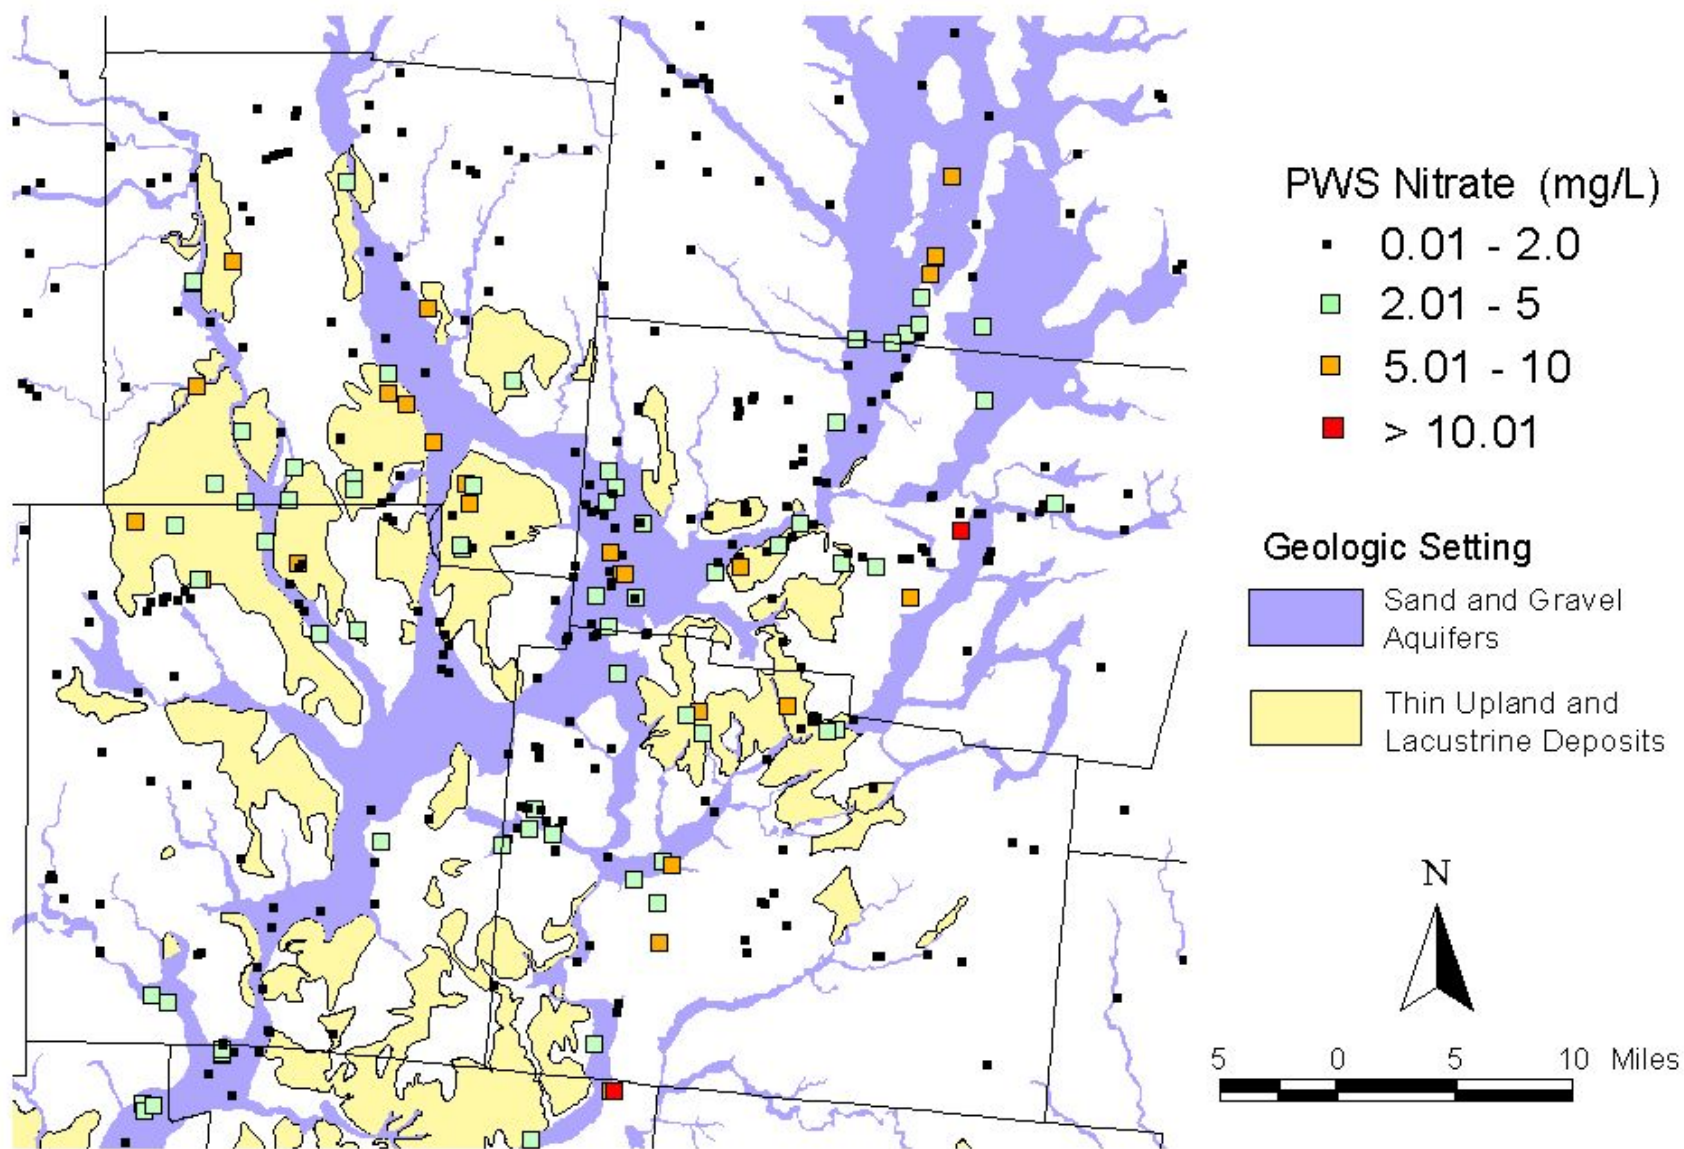 PWS Nitrate (mg/L)
0.01 - 2.0
2.01 - 5
5.01 - 10
> 10.01
Geologic Setting
Sand and Gravel
Aquifers
Thin Upland and
Lacustrine Deposits
N
5 0 5 10 Miles